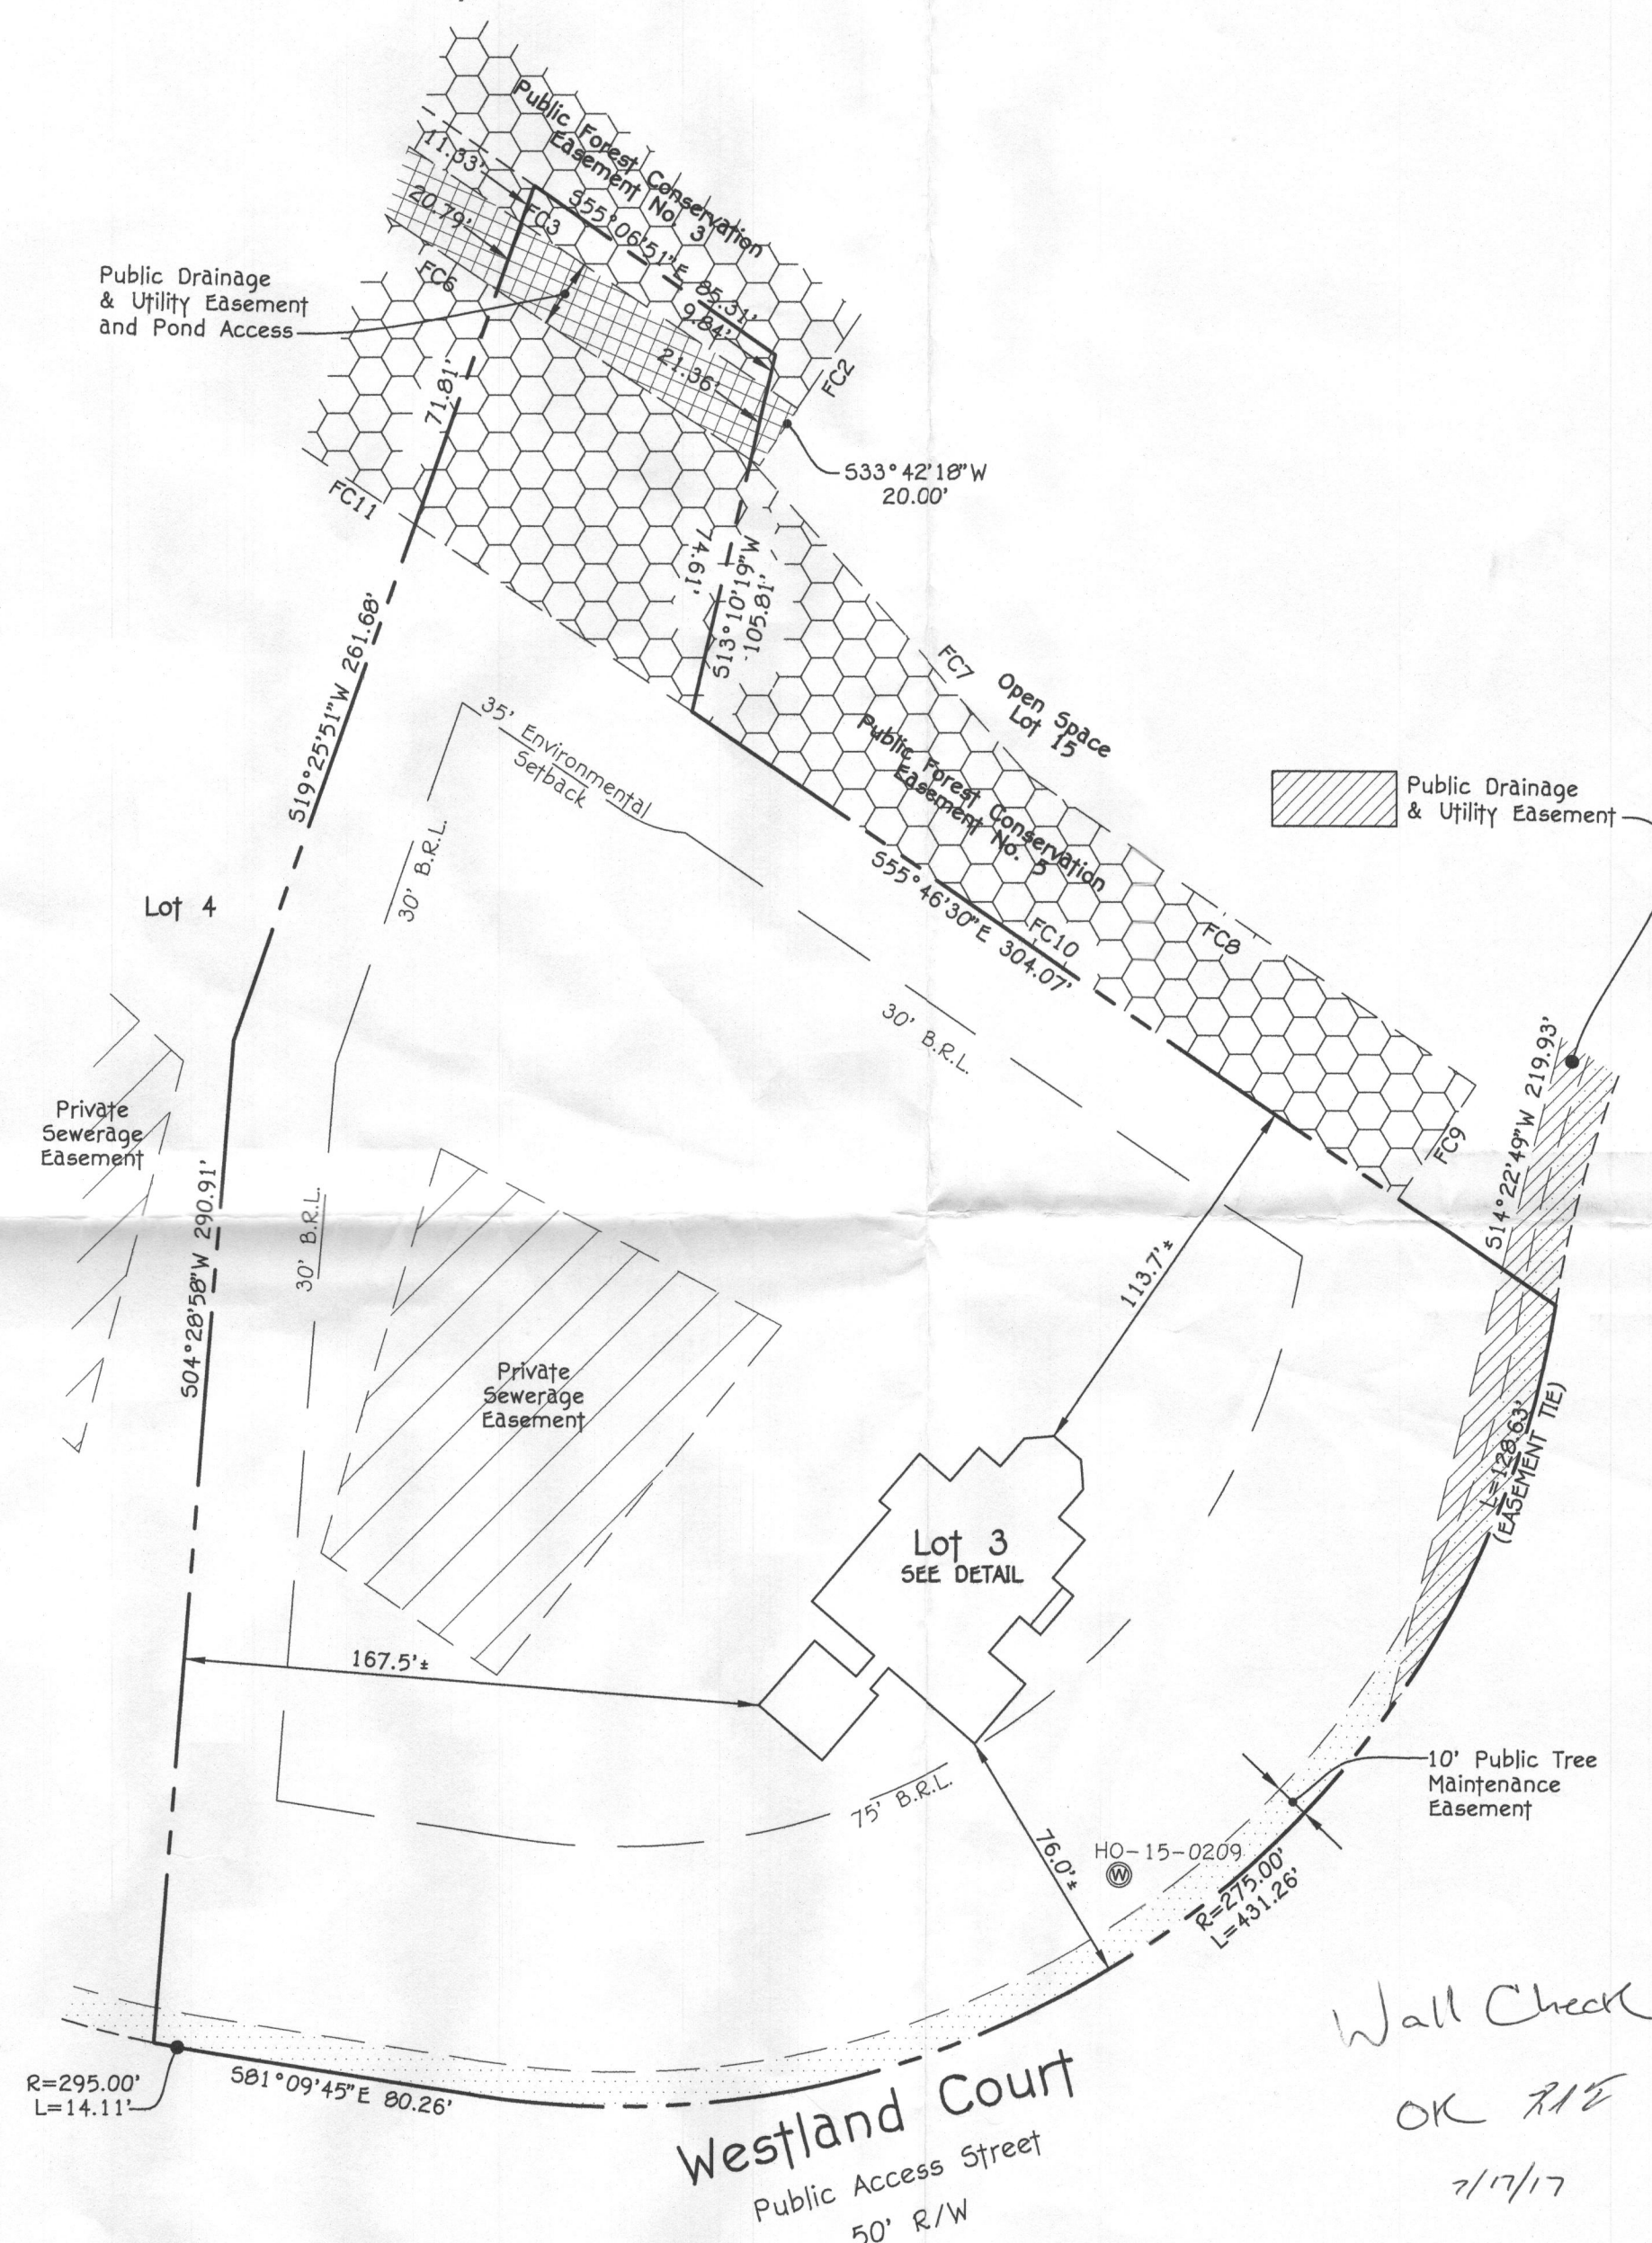 Public Forest Conservation
Easement No. 3
11.33'
20.79'
FC3
S55°06'51"E 85.31'
9.84'
21.36'
FC6
FC2
Public Drainage
& Utility Easement
and Pond Access
71.81'
S33°42'18"W
20.00'
FC11
74.61'
S13°10'19"W
105.81'
S19°25'51"W 261.68'
FC7
Open Space
Lot 15
35' Environmental
Setback
Public Forest Conservation
Easement No. 5
Public Drainage
& Utility Easement
30' B.R.L.
Lot 4
S55°46'30"E 304.07'
FC10
FC8
30' B.R.L.
FC9
S14°22'49"W 219.93'
Private
Sewerage
Easement
S04°28'58"W 290.91'
30' B.R.L.
113.7'±
Private
Sewerage
Easement
L=128.63'
(EASEMENT TIE)
Lot 3
SEE DETAIL
167.5'±
75' B.R.L.
10' Public Tree
Maintenance
Easement
76.0'±
HO-15-0209
W
R=275.00'
L=431.26'
R=295.00'
L=14.11'
S81°09'45"E 80.26'
Westland Court
Public Access Street
50' R/W
Wall Check
OK
7/17/17